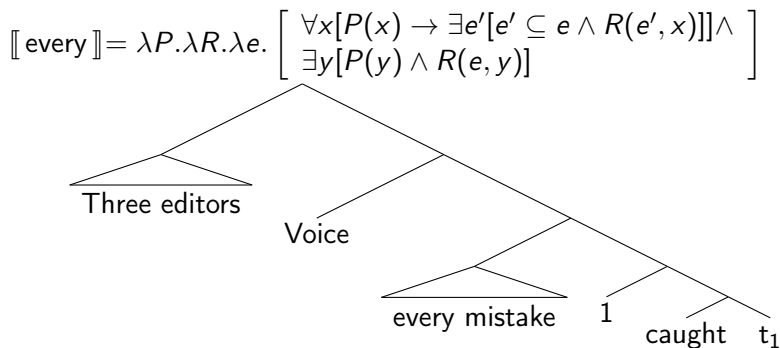 ⟦every⟧= λP.λR.λe. [ ∀x[P(x) → ∃e′[e′ ⊆ e ∧ R(e′, x)]]∧
∃y[P(y) ∧ R(e, y)] ]
Three editors
Voice
every mistake
1
caught t₁